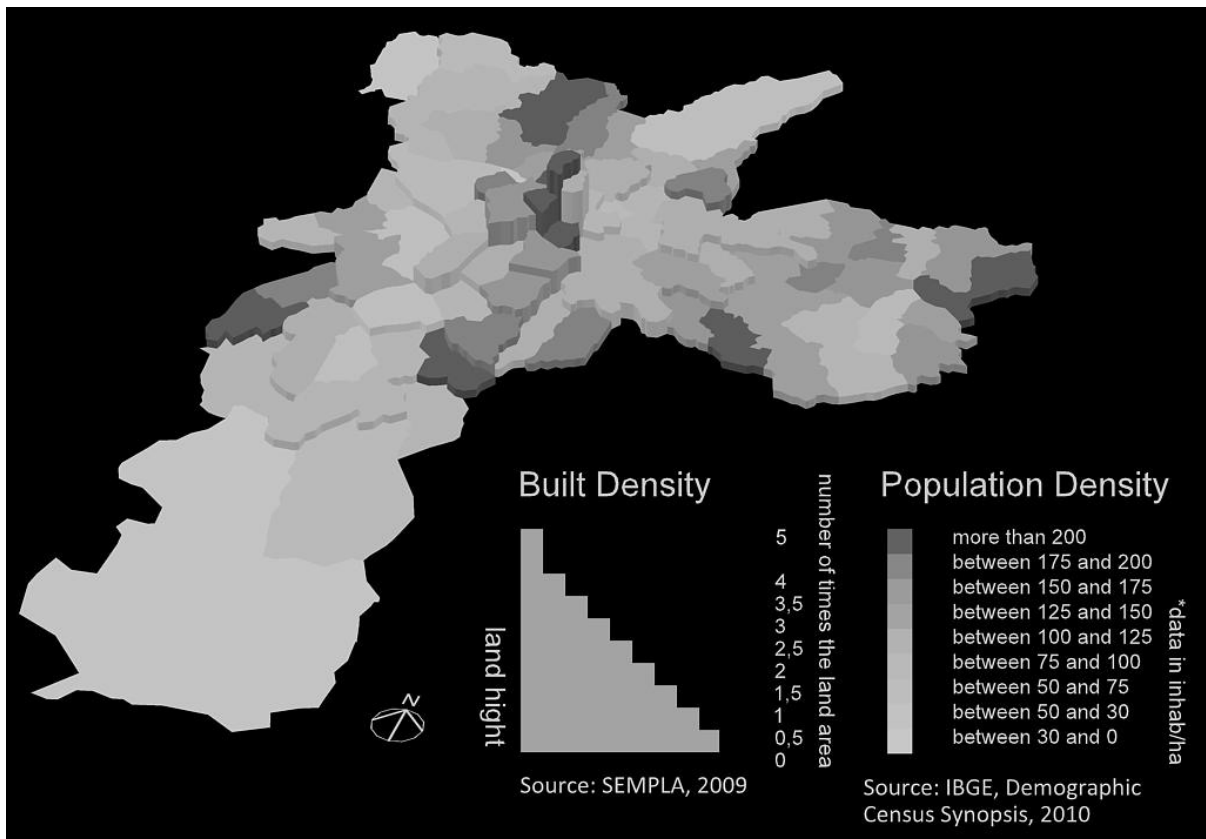 N
Built Density
land hight
5
4
3,5
3
2,5
2
1,5
1
0,5
0
number of times the land area
Source: SEMPLA, 2009
Population Density
more than 200
between 175 and 200
between 150 and 175
between 125 and 150
between 100 and 125
between 75 and 100
between 50 and 75
between 50 and 30
between 30 and 0
*data in inhab/ha
Source: IBGE, Demographic
Census Synopsis, 2010